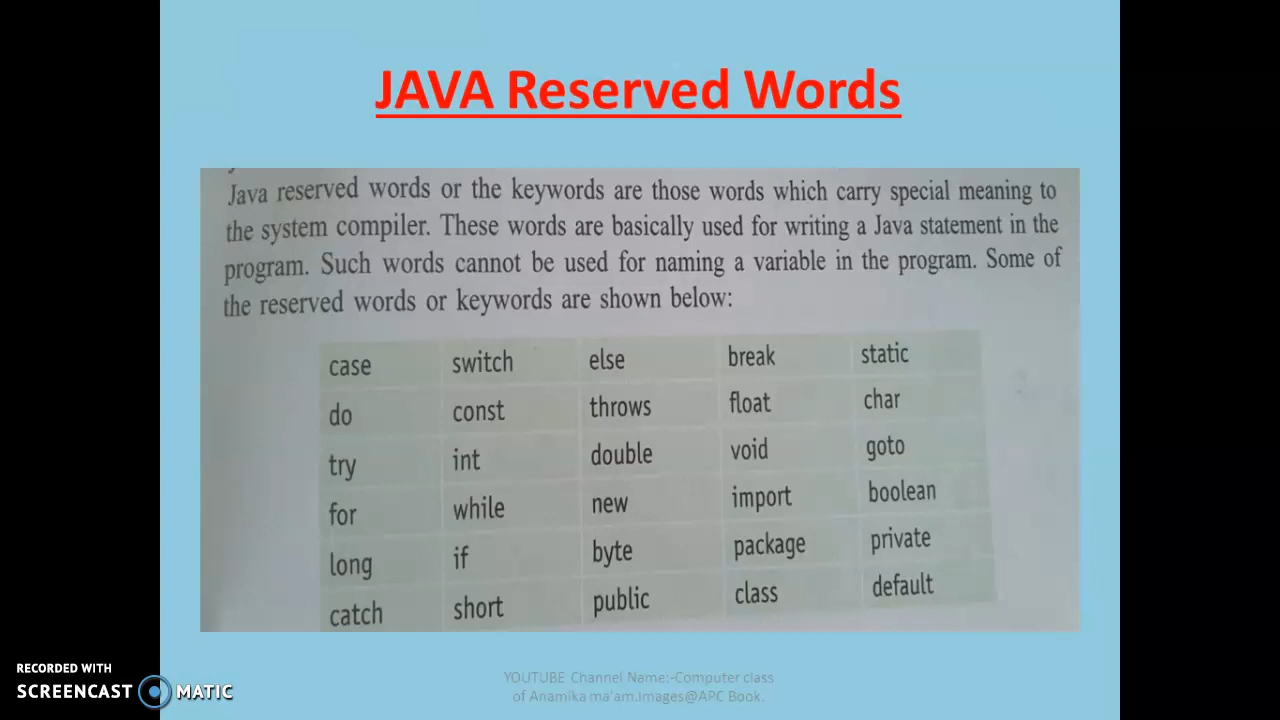 JAVA Reserved Words
Java reserved words or the keywords are those words which carry special meaning to
the system compiler. These words are basically used for writing a Java statement in the
program. Such words cannot be used for naming a variable in the program. Some of
the reserved words or keywords are shown below:
case switch else break static
do const throws float char
try int double void goto
for while new import boolean
long if byte package private
catch short public class default
RECORDED WITH
SCREENCAST MATIC
YOUTUBE Channel Name:-Computer class
of Anamika ma'am.Images@APC Book.